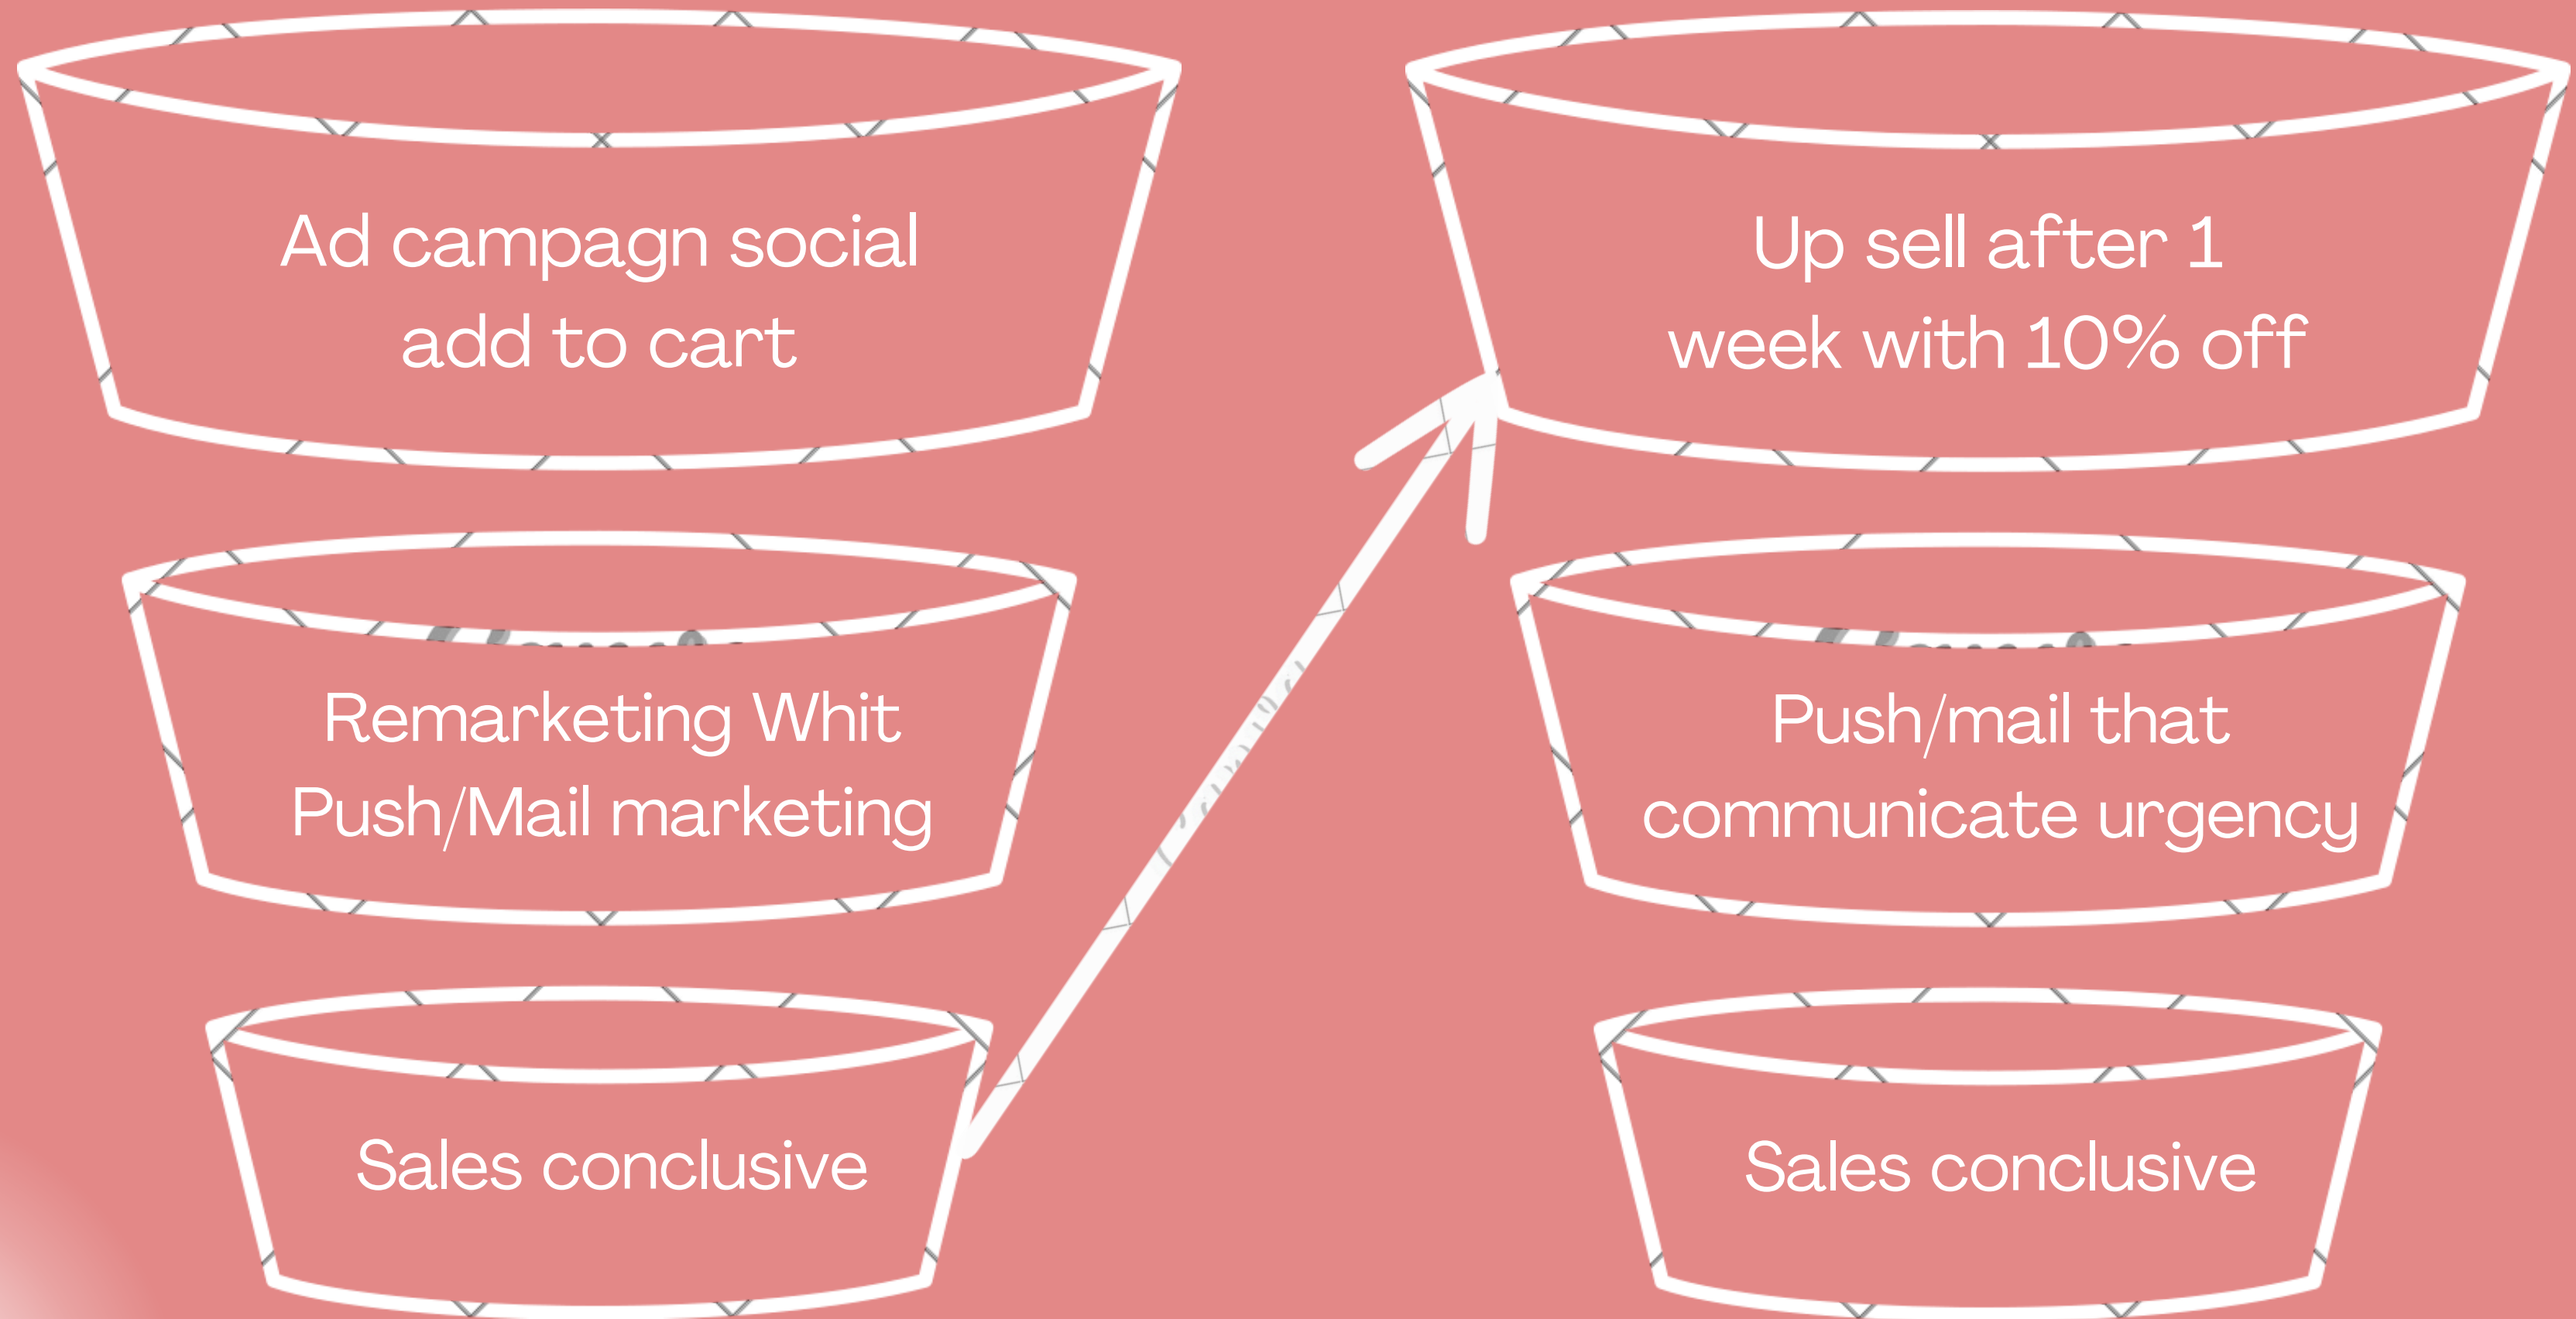 Ad campagn social
add to cart
Remarketing Whit
Push/Mail marketing
Sales conclusive
Up sell after 1
week with 10% off
Push/mail that
communicate urgency
Sales conclusive